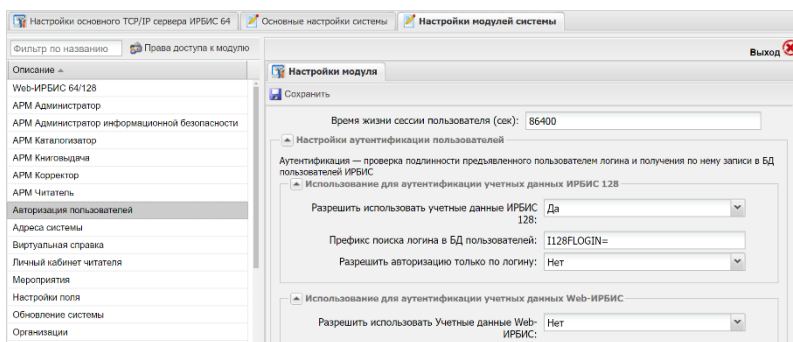 Настройки основного TCP/IP сервера ИРБИС 64
Основные настройки системы
Настройки модулей системы
Фильтр по названию
Права доступа к модулю
Выход
Описание
Web-ИРБИС 64/128
АРМ Администратор
АРМ Администратор информационной безопасности
АРМ Каталогизатор
АРМ Книговыдача
АРМ Корректор
АРМ Читатель
Авторизация пользователей
Адреса системы
Виртуальная справка
Личный кабинет читателя
Мероприятия
Настройки поля
Обновление системы
Организации
Настройки модуля
Сохранить
Время жизни сессии пользователя (сек): 86400
Настройки аутентификации пользователей
Аутентификация — проверка подлинности предъявленного пользователем логина и получения по нему записи в БД
пользователей ИРБИС
Использование для аутентификации учетных данных ИРБИС 128
Разрешить использовать учетные данные ИРБИС Да
128:
Префикс поиска логина в БД пользователей: I128FLOGIN=
Разрешить авторизацию только по логину: Нет
Использование для аутентификации учетных данных Web-ИРБИС
Разрешить использовать Учетные данные Web- Нет
ИРБИС: